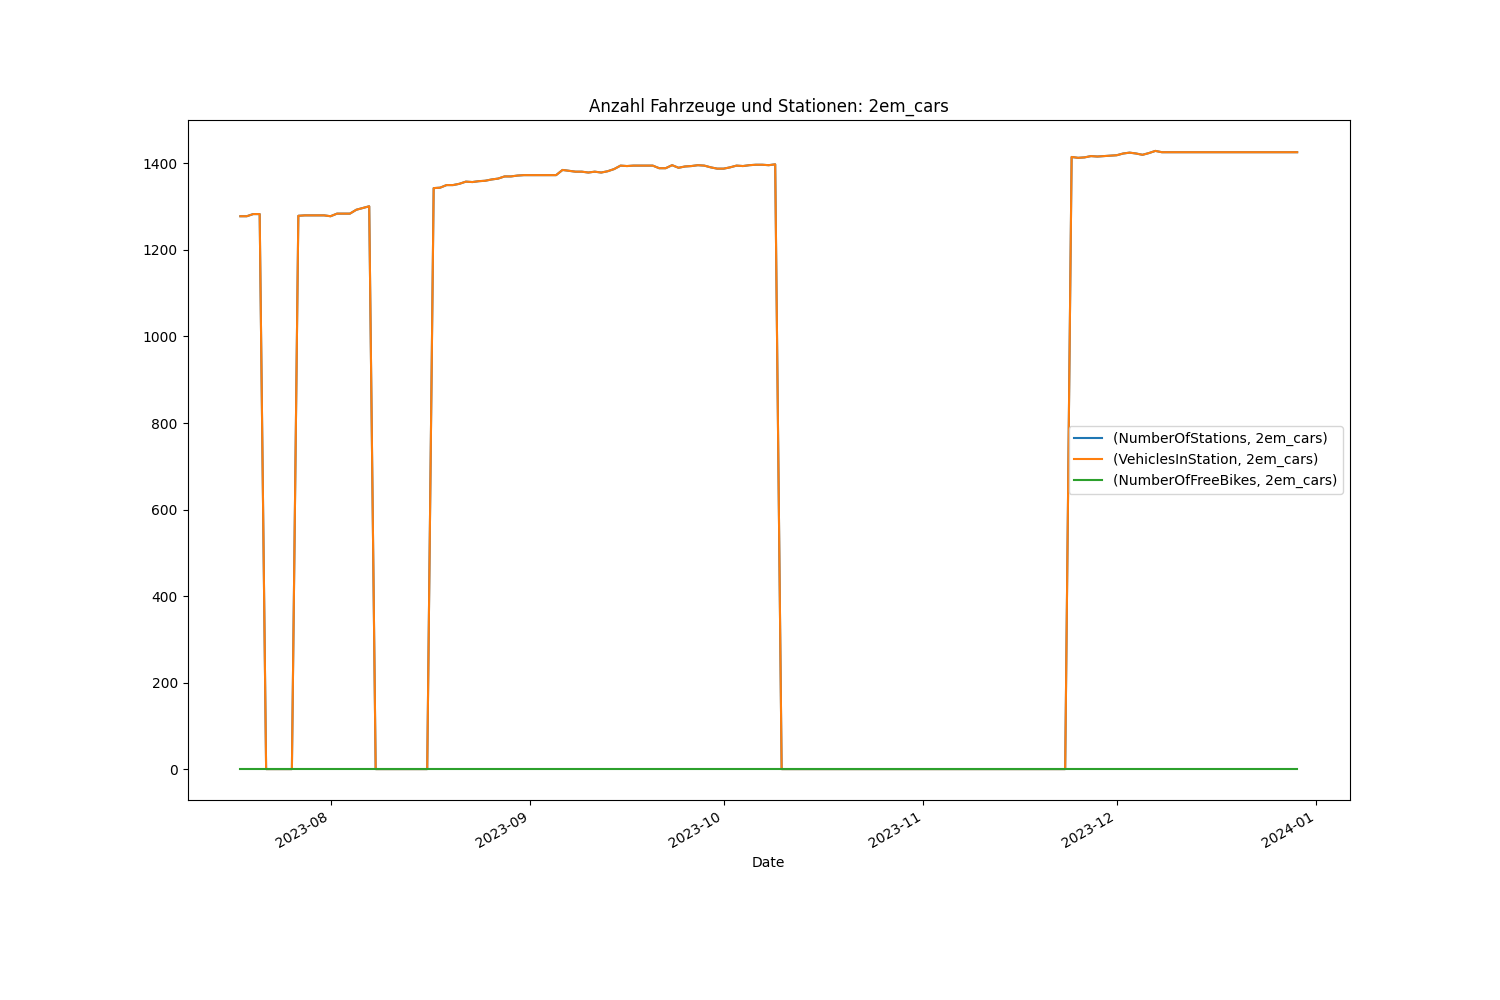 Anzahl Fahrzeuge und Stationen: 2em_cars
1400
1200
1000
800
600
400
200
0
(NumberOfStations, 2em_cars)
(VehiclesInStation, 2em_cars)
(NumberOfFreeBikes, 2em_cars)
2023-08
2023-09
2023-10
2023-11
2023-12
2024-01
Date